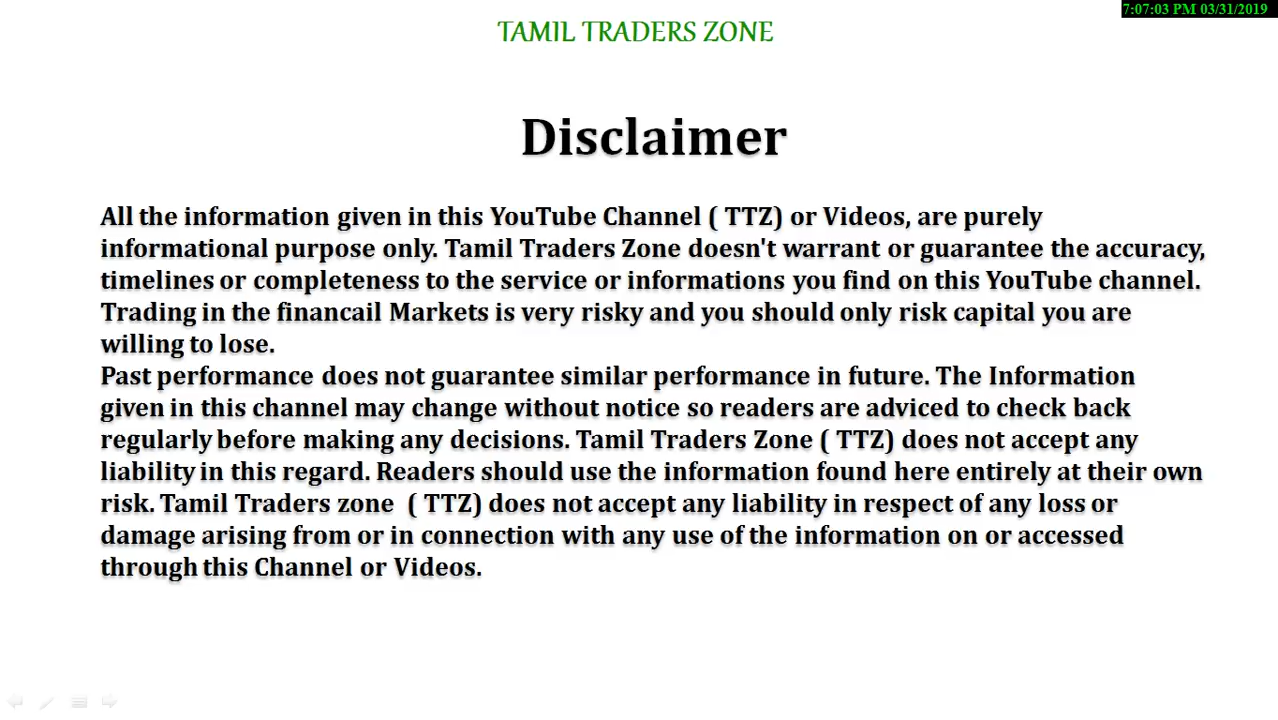 7:07:03 PM 03/31/2019
TAMIL TRADERS ZONE
Disclaimer
All the information given in this YouTube Channel ( TTZ) or Videos, are purely
informational purpose only. Tamil Traders Zone doesn't warrant or guarantee the accuracy,
timelines or completeness to the service or informations you find on this YouTube channel.
Trading in the financail Markets is very risky and you should only risk capital you are
willing to lose.
Past performance does not guarantee similar performance in future. The Information
given in this channel may change without notice so readers are adviced to check back
regularly before making any decisions. Tamil Traders Zone ( TTZ) does not accept any
liability in this regard. Readers should use the information found here entirely at their own
risk. Tamil Traders zone  ( TTZ) does not accept any liability in respect of any loss or
damage arising from or in connection with any use of the information on or accessed
through this Channel or Videos.